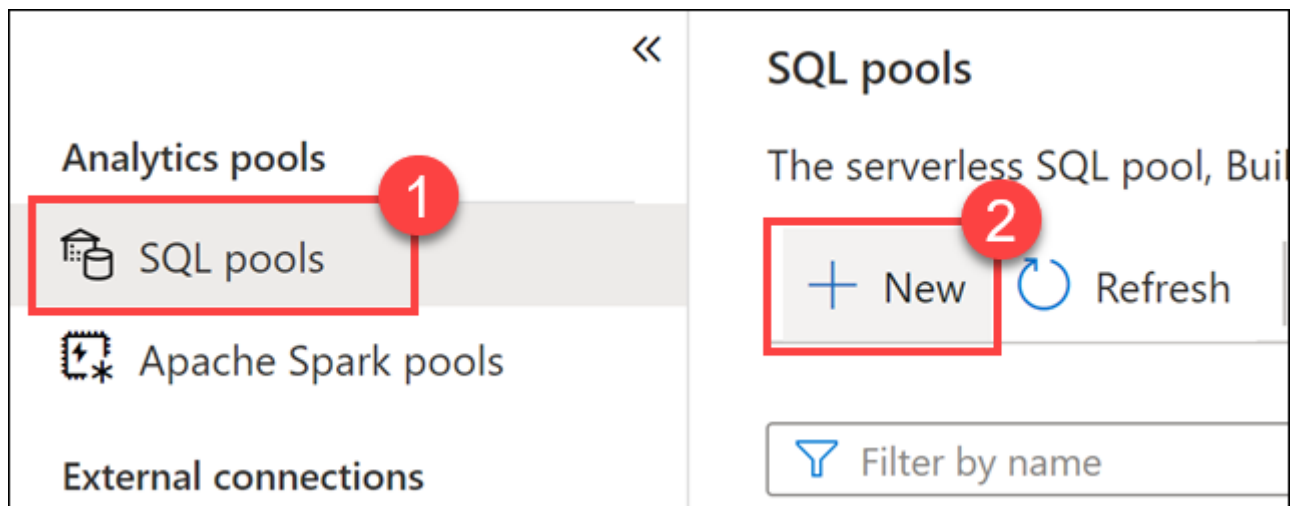 «
Analytics pools
1
SQL pools
Apache Spark pools
External connections
SQL pools
The serverless SQL pool, Buil
2
New
Refresh
Filter by name